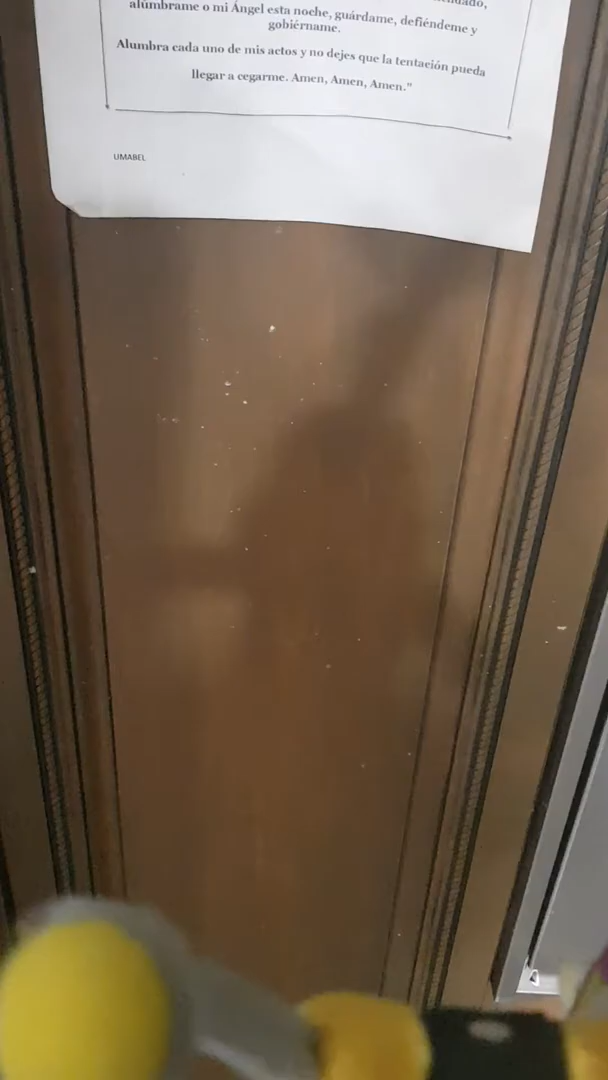 alúmbrame o mi Ángel esta noche, guárdame, defiéndeme y
gobiérname.
Alumbra cada uno de mis actos y no dejes que la tentación pueda
llegar a cegarme. Amen, Amen, Amen."
UMABEL